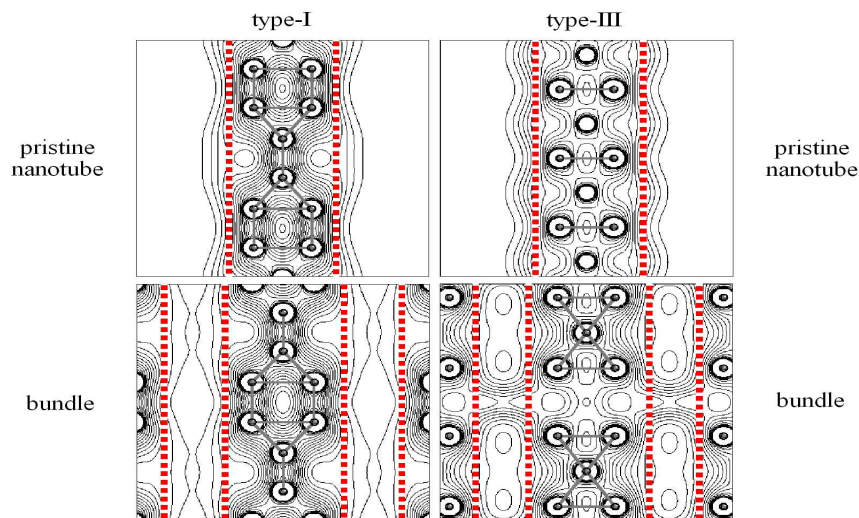 type-I
type-III
pristine
nanotube
pristine
nanotube
bundle
bundle